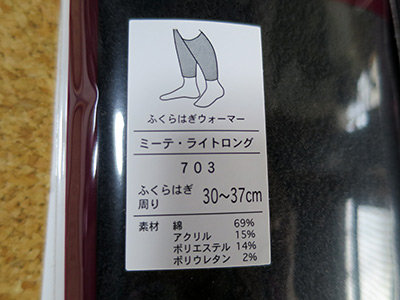 ふくらはぎウォーマー
ミーテ・ライトロング
７０３
ふくらはぎ 30〜37cm
周り
素材 綿 69%
アクリル 15%
ポリエステル 14%
ポリウレタン 2%